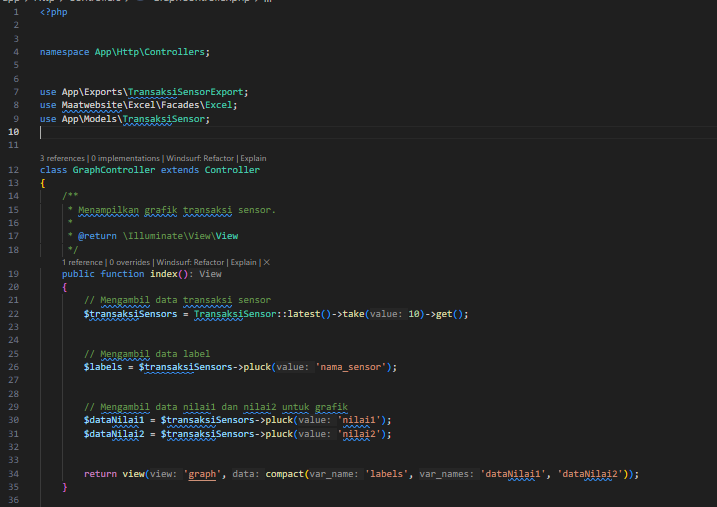 1 <?php
2
3
4 namespace App\Http\Controllers;
5
6
7 use App\Exports\TransaksiSensorExport;
8 use Maatwebsite\Excel\Facades\Excel;
9 use App\Models\TransaksiSensor;
10
11
3 references | 0 implementations | Windsurf: Refactor | Explain
12 class GraphController extends Controller
13 {
14 /**
15 * Menampilkan grafik transaksi sensor.
16 *
17 * @return \Illuminate\View\View
18 */
1 reference | 0 overrides | Windsurf: Refactor | Explain | X
19 public function index(): View
20 {
21 // Mengambil data transaksi sensor
22 $transaksiSensors = TransaksiSensor::latest()->take(value: 10)->get();
23
24
25 // Mengambil data label
26 $labels = $transaksiSensors->pluck(value: 'nama_sensor');
27
28
29 // Mengambil data nilai1 dan nilai2 untuk grafik
30 $dataNilai1 = $transaksiSensors->pluck(value: 'nilai1');
31 $dataNilai2 = $transaksiSensors->pluck(value: 'nilai2');
32
33
34 return view(view: 'graph', data: compact(var_name: 'labels', var_names: 'dataNilai1', 'dataNilai2'));
35 }
36